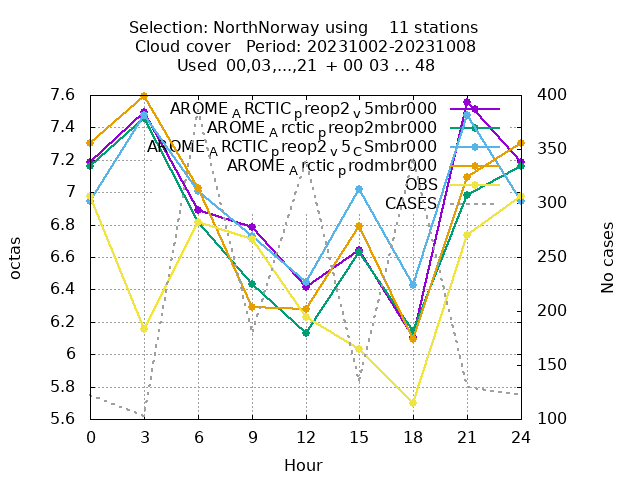 Selection: NorthNorway using    11 stations
Cloud cover   Period: 20231002-20231008
Used  00,03,...,21  + 00 03 ... 48
7.6
7.4
7.2
7
6.8
6.6
6.4
6.2
6
5.8
5.6
octas
AROME_ARCTIC_preop2_v5mbr000
AROME_Arctic_preop2mbr000
AROME_ARCTIC_preop2_v5_CSmbr000
AROME_Arctic_prodmbr000
OBS
CASES
400
350
300
250
200
150
100
No cases
0 3 6 9 12 15 18 21 24
Hour